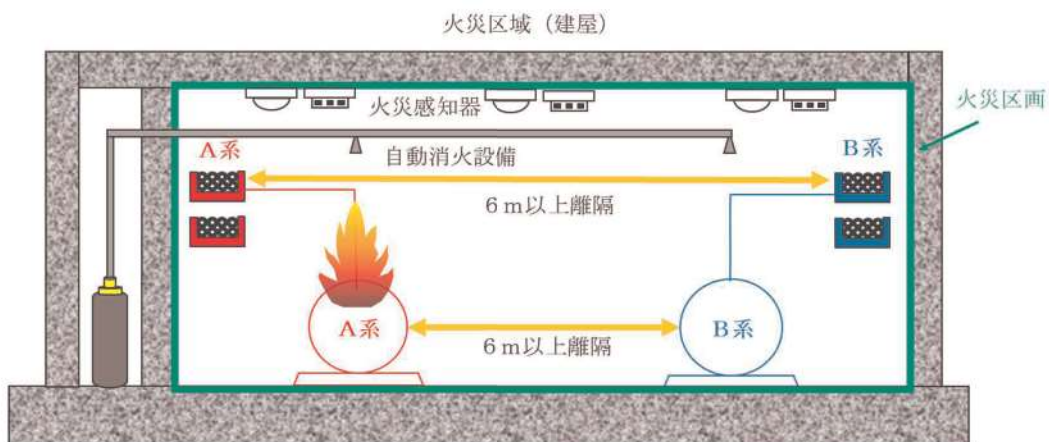 火災区域（建屋）
火災区画
火災感知器
A系
自動消火設備
B系
6m以上離隔
A系
B系
6m以上離隔